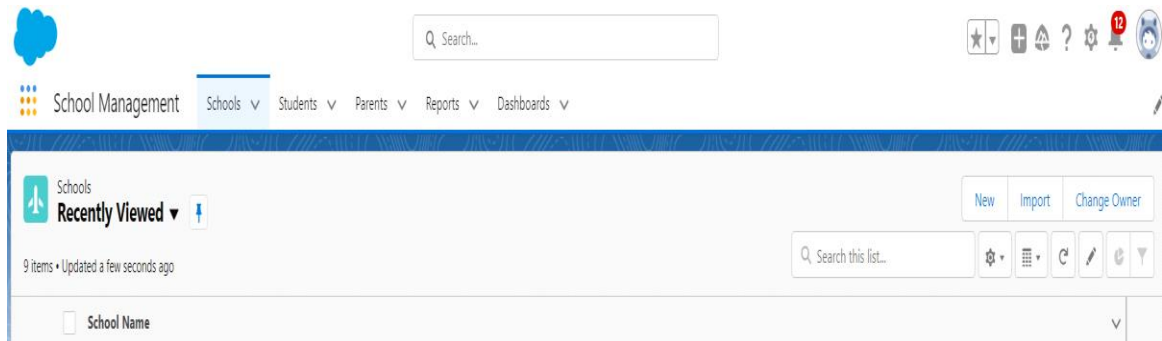 Search...
12
School Management Schools Students Parents Reports Dashboards
Schools
Recently Viewed
New Import Change Owner
9 items • Updated a few seconds ago
Search this list...
School Name